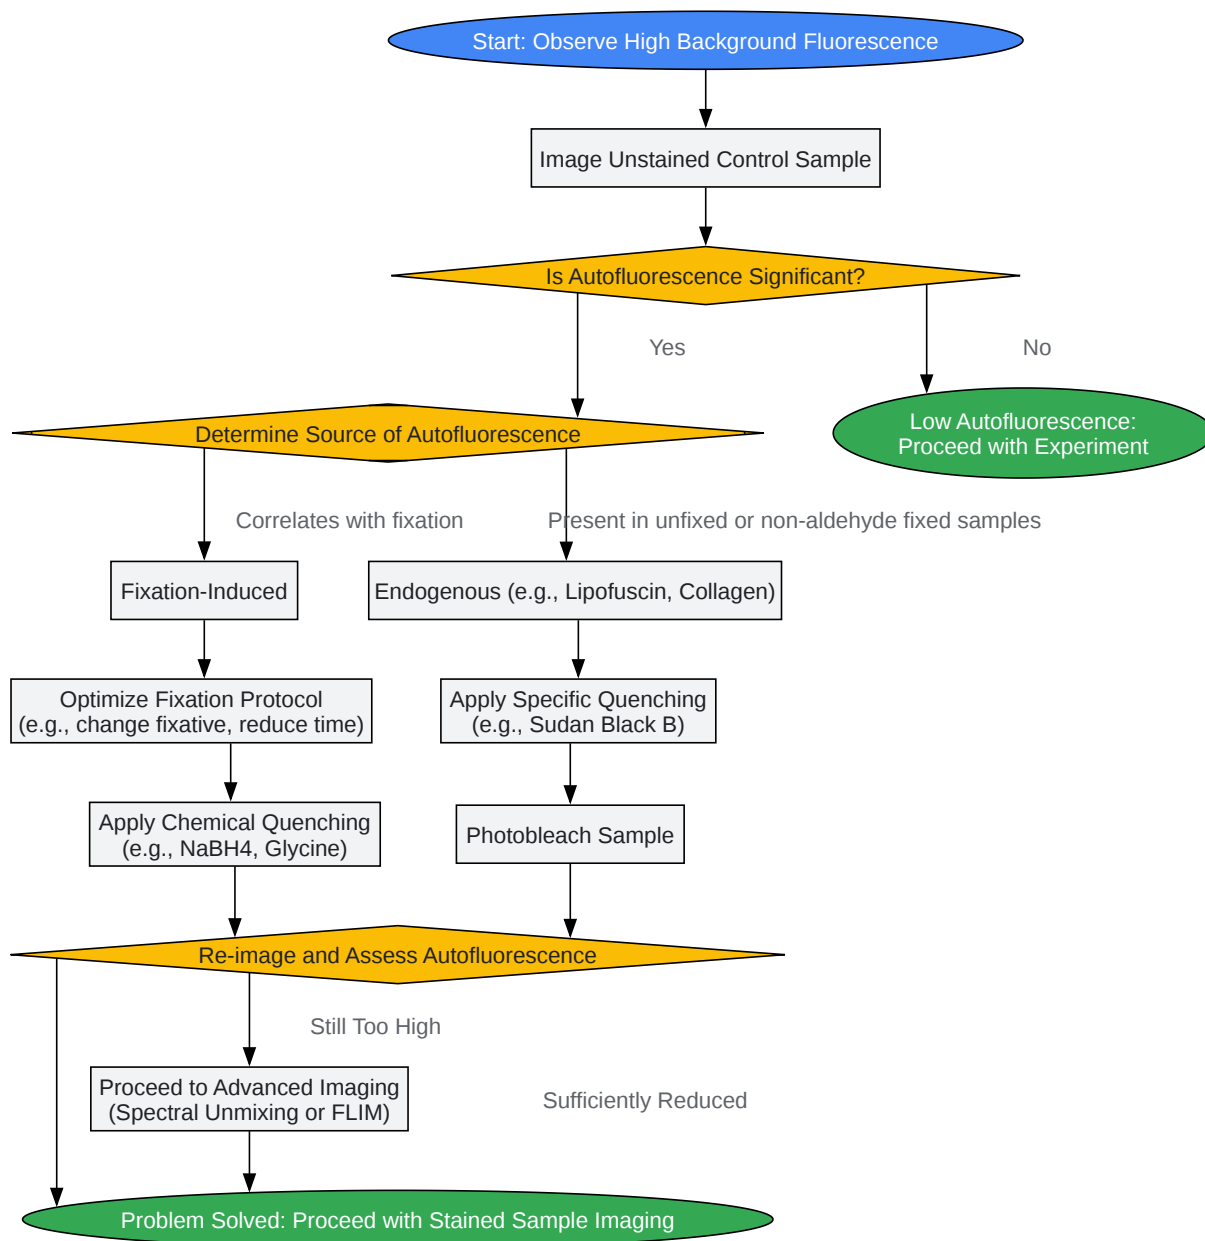 Start: Observe High Background Fluorescence
Image Unstained Control Sample
Is Autofluorescence Significant?
Yes
No
Low Autofluorescence:
Proceed with Experiment
Determine Source of Autofluorescence
Correlates with fixation
Present in unfixed or non-aldehyde fixed samples
Fixation-Induced
Endogenous (e.g., Lipofuscin, Collagen)
Optimize Fixation Protocol
(e.g., change fixative, reduce time)
Apply Specific Quenching
(e.g., Sudan Black B)
Apply Chemical Quenching
(e.g., NaBH4, Glycine)
Photobleach Sample
Re-image and Assess Autofluorescence
Still Too High
Proceed to Advanced Imaging
(Spectral Unmixing or FLIM)
Sufficiently Reduced
Problem Solved: Proceed with Stained Sample Imaging